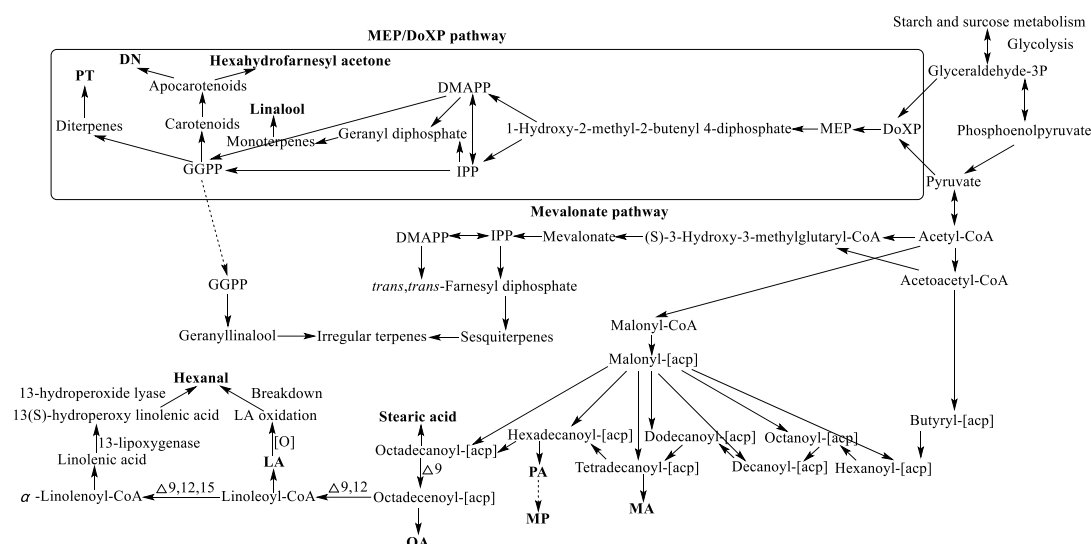 Starch and surcose metabolism
MEP/DoXP pathway
Glycolysis
DN
Hexahydrofarnesyl acetone
Glyceraldehyde-3P
PT
Apocarotenoids
DMAPP
Linalool
Diterpenes
Carotenoids
Monoterpenes
Geranyl diphosphate
1-Hydroxy-2-methyl-2-butenyl 4-diphosphate
MEP
DoXP
Phosphoenolpyruvate
GGPP
IPP
Pyruvate
Mevalonate pathway
DMAPP
IPP
Mevalonate
(S)-3-Hydroxy-3-methylglutaryl-CoA
Acetyl-CoA
GGPP
trans,trans-Farnesyl diphosphate
Acetoacetyl-CoA
Malonyl-CoA
Geranyllinalool
Irregular terpenes
Sesquiterpenes
Malonyl-[acp]
Hexanal
13-hydroperoxide lyase
Breakdown
13(S)-hydroperoxy linolenic acid
LA oxidation
Stearic acid
Butyryl-[acp]
13-lipoxygenase
[O]
Octadecanoyl-[acp]
Hexadecanoyl-[acp]
Dodecanoyl-[acp]
Octanoyl-[acp]
Linolenic acid
LA
△9
PA
Tetradecanoyl-[acp]
Decanoyl-[acp]
Hexanoyl-[acp]
α -Linolenoyl-CoA
△9,12,15
Linoleoyl-CoA
△9,12
Octadecenoyl-[acp]
MP
MA
OA